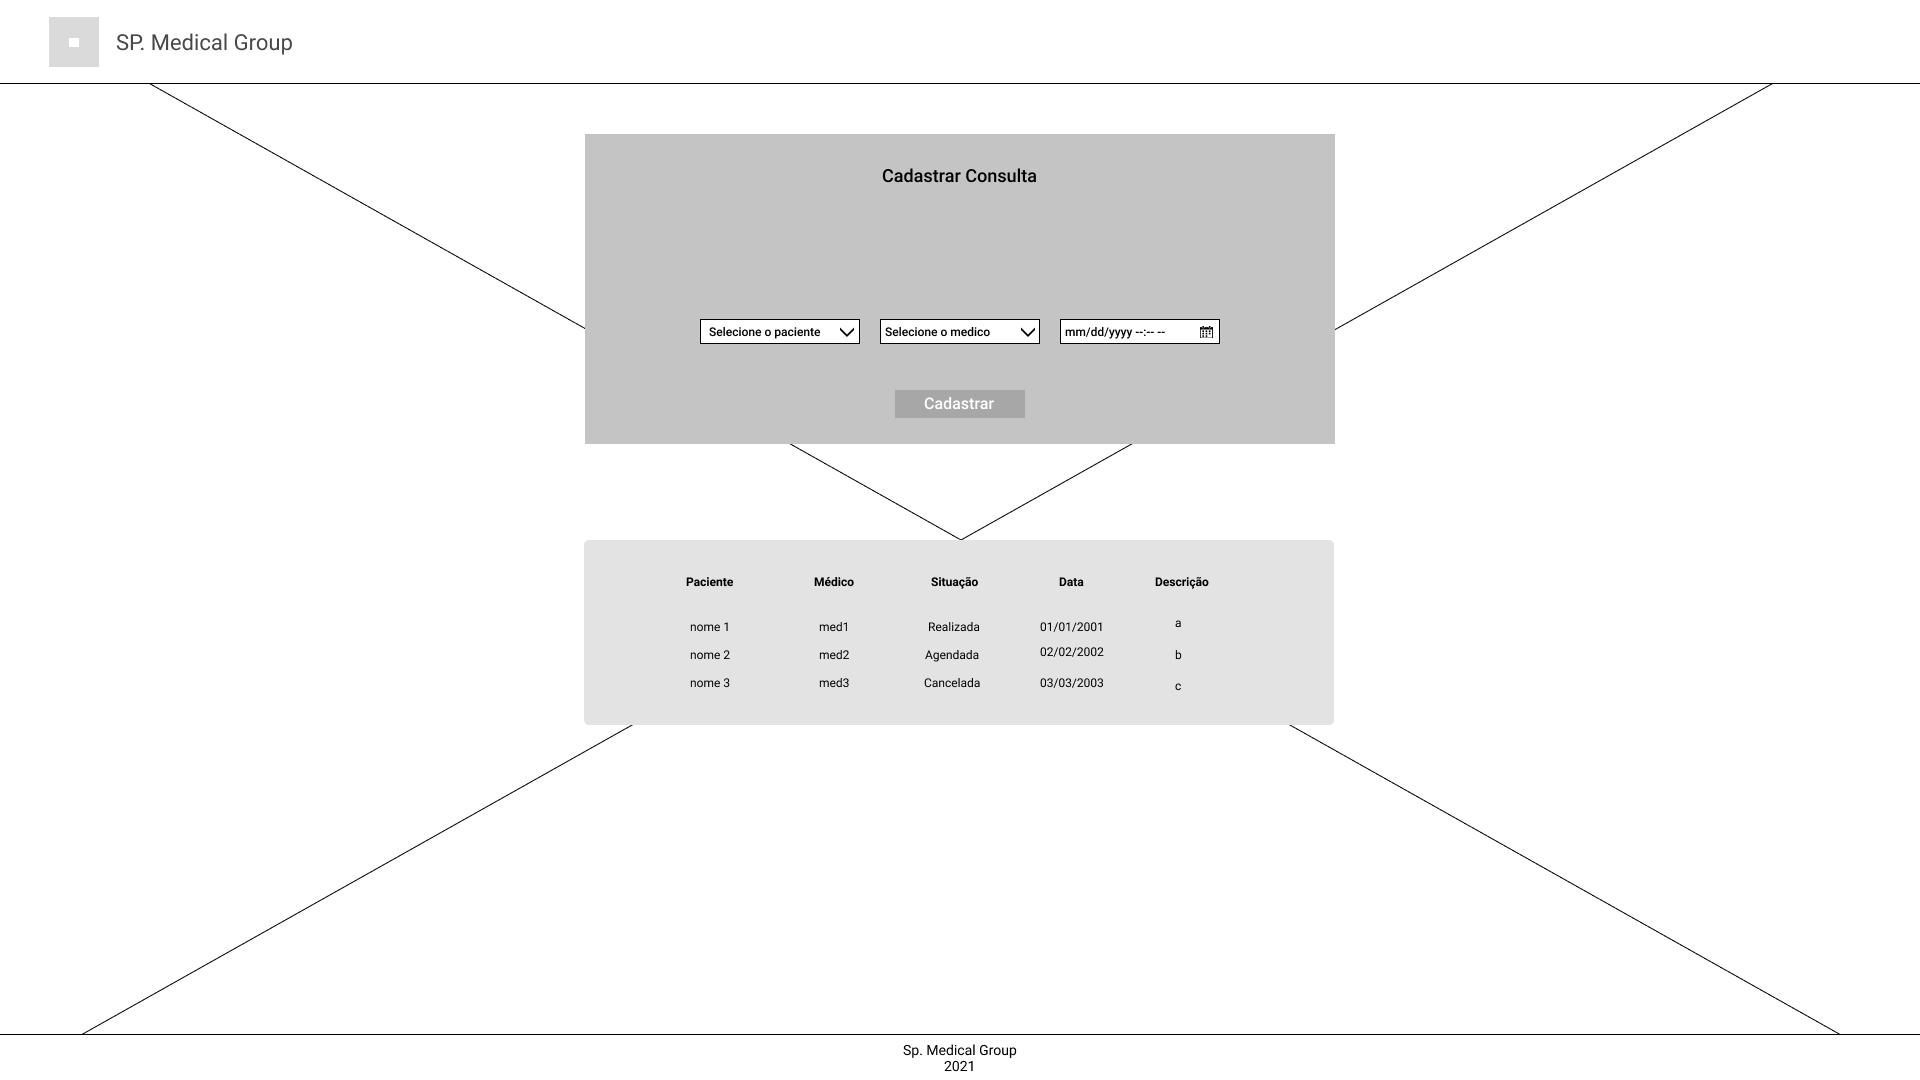 SP. Medical Group
Cadastrar Consulta
Selecione o paciente Selecione o medico mm/dd/yyyy --:-- --
Cadastrar
Paciente Médico Situação Data Descrição
nome 1 med1 Realizada 01/01/2001 a
nome 2 med2 Agendada 02/02/2002 b
nome 3 med3 Cancelada 03/03/2003 c
Sp. Medical Group
2021